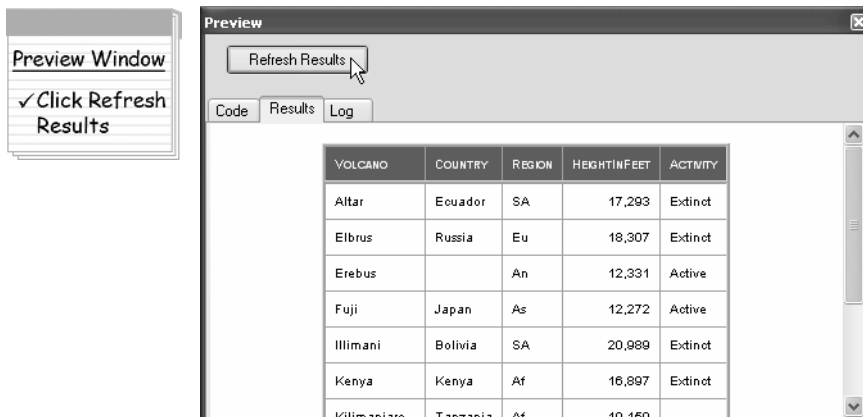 Preview Window
✓Click Refresh
Results
Preview
Refresh Results
Code Results Log
VOLCANO COUNTRY REGION HEIGHTINFEET ACTIVITY
Altar Ecuador SA 17,293 Extinct
Elbrus Russia Eu 18,307 Extinct
Erebus An 12,331 Active
Fuji Japan As 12,272 Active
Illimani Bolivia SA 20,989 Extinct
Kenya Kenya Af 16,897 Extinct
Af